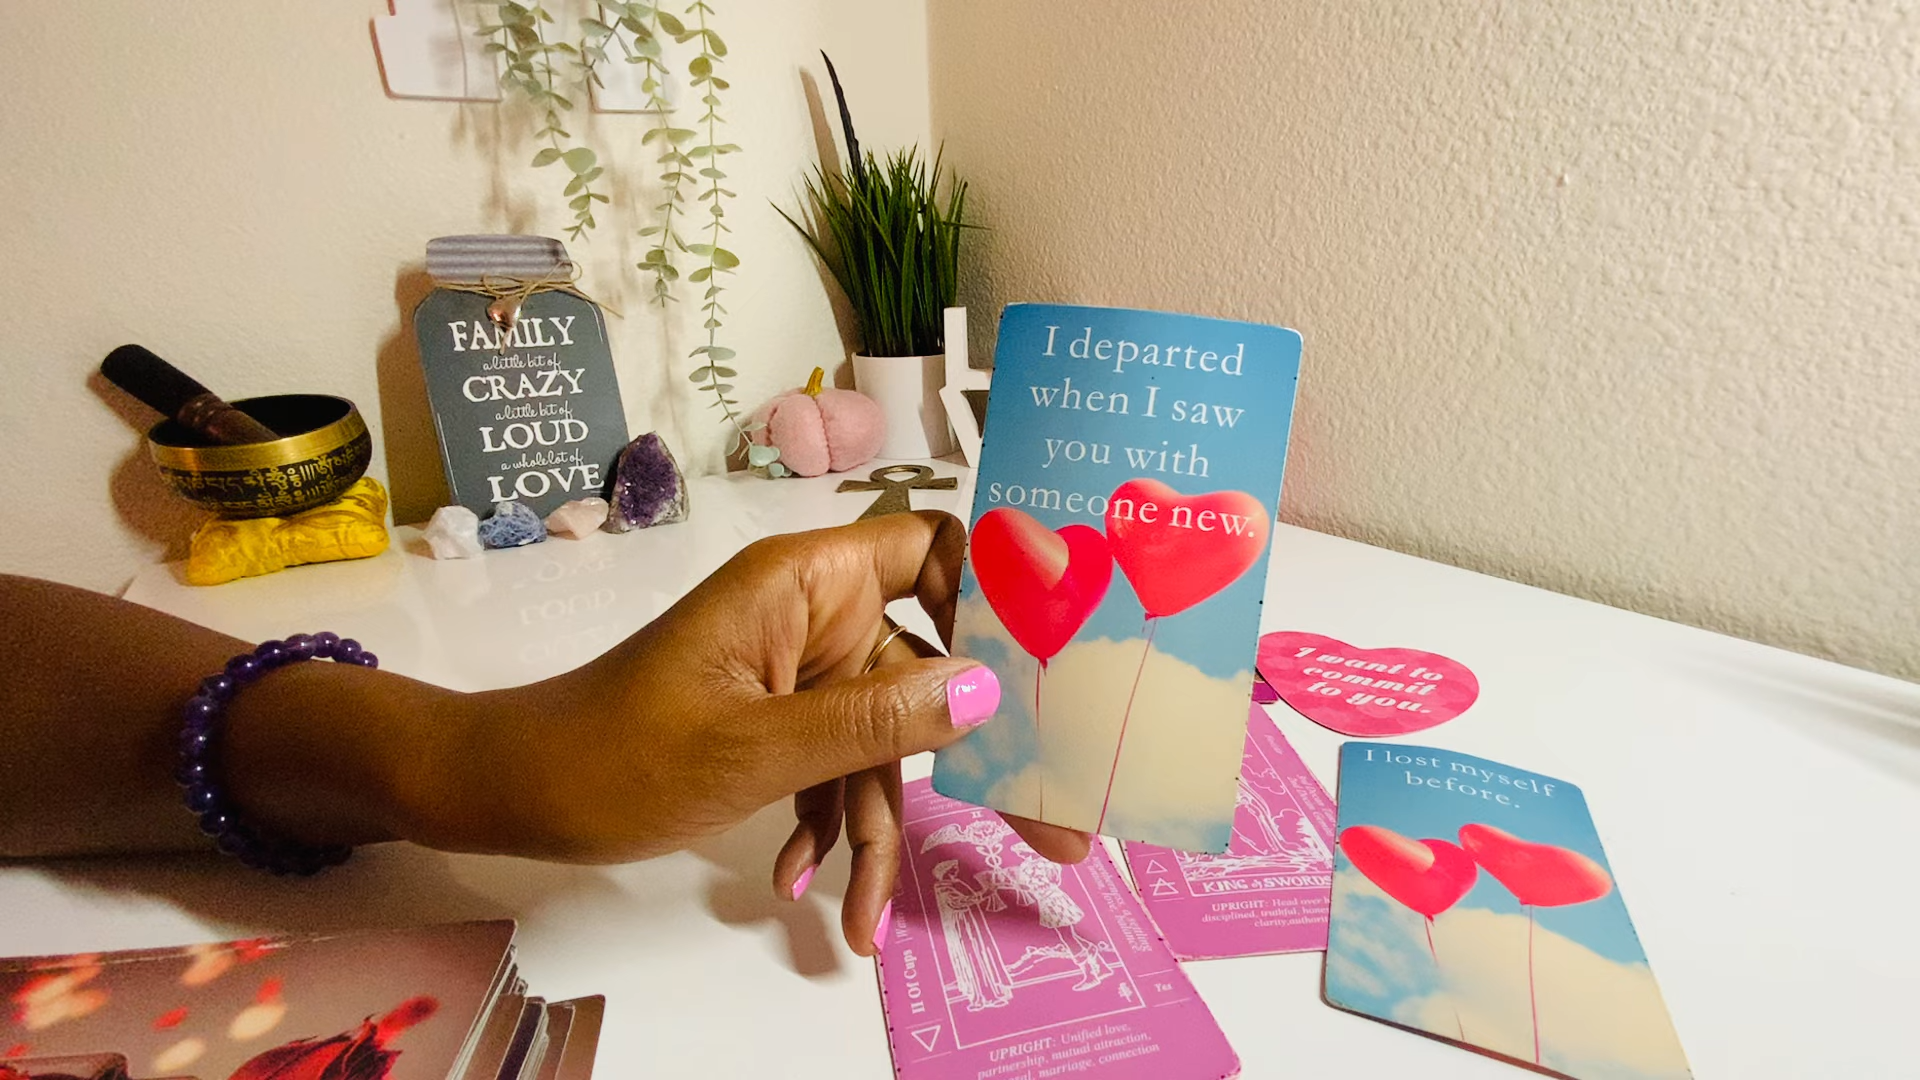 FAMILY
a little bit of
CRAZY
a little bit of
LOUD
a whole lot of
LOVE
I departed
when I saw
you with
someone new.
I want to
commit
to you.
I lost myself
before.
KING of SWORDS
UPRIGHT: Head over
disciplined, truthful,
clarity,
II Of Cups
Water
Yes
UPRIGHT: Unified love,
partnership, mutual attraction,
marriage, connection